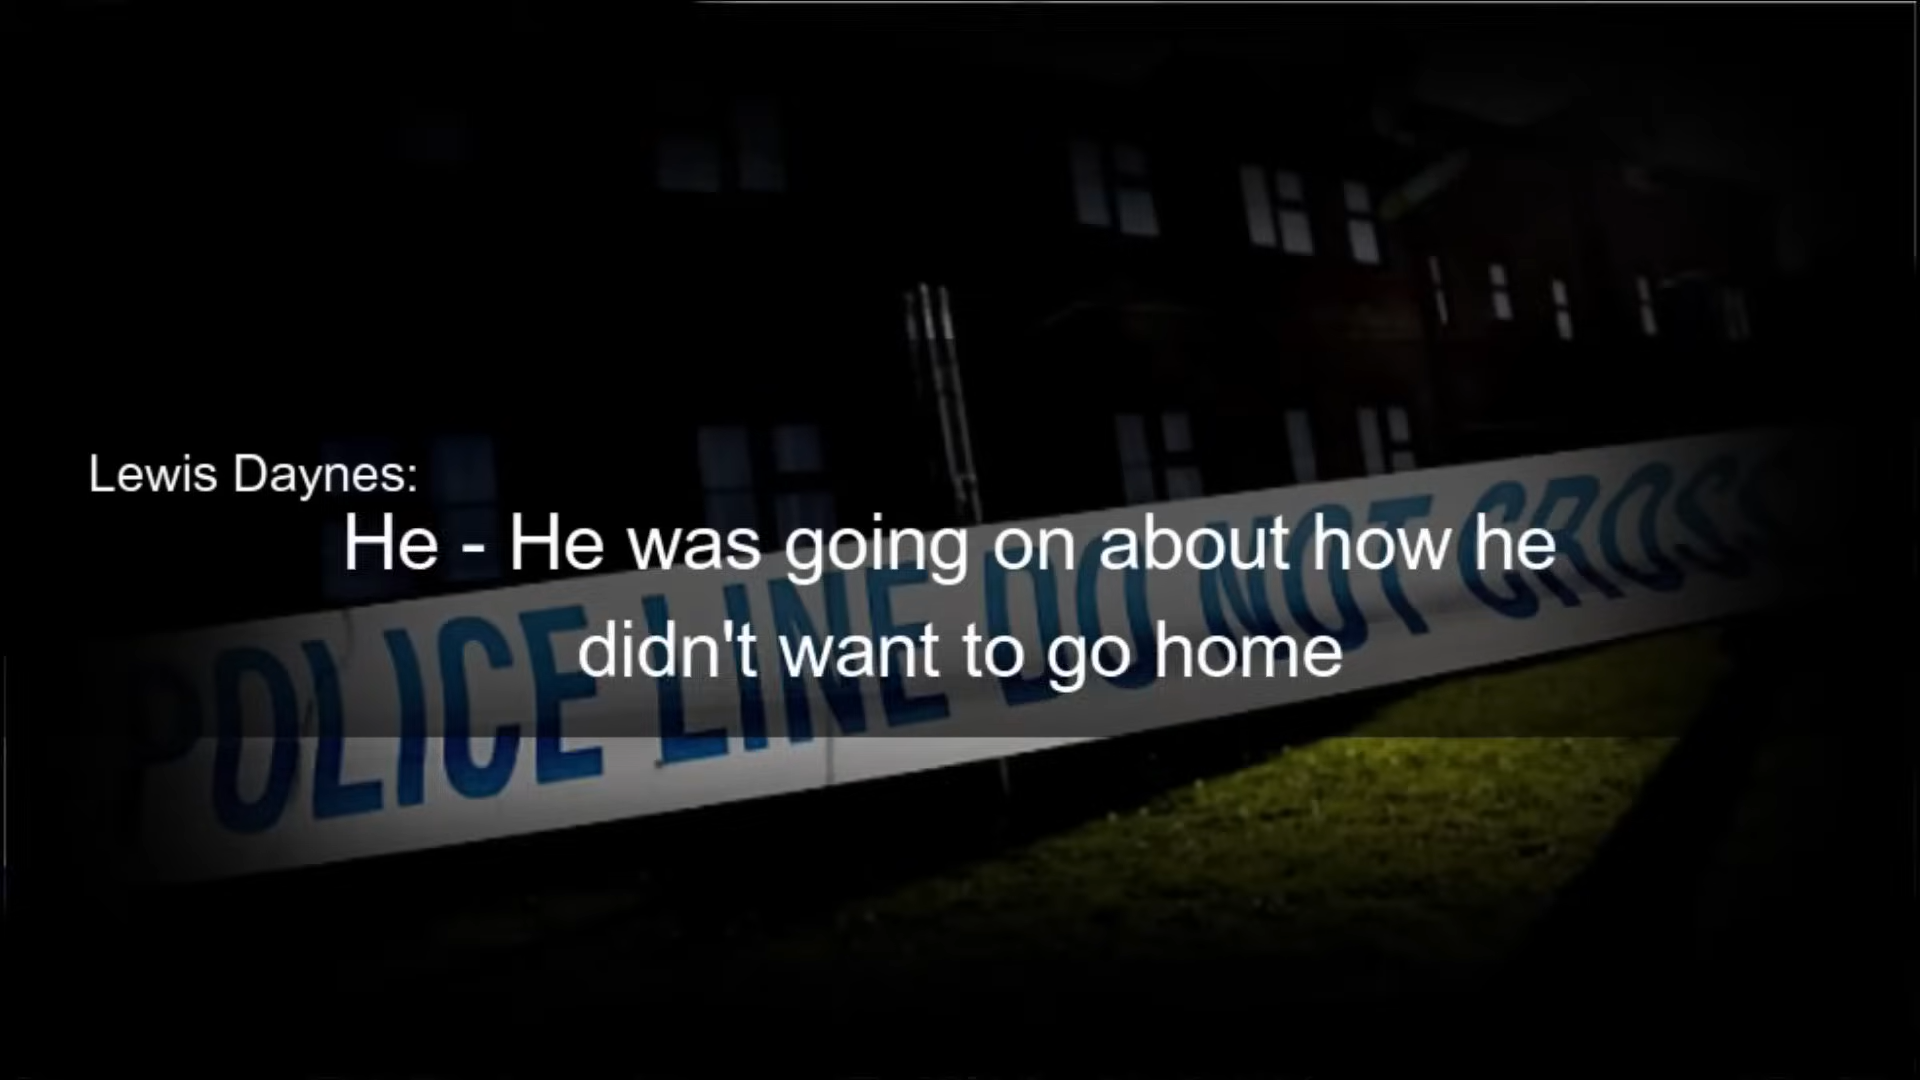 Lewis Daynes:
He - He was going on about how he
didn't want to go home
POLICE LINE DO NOT CROSS